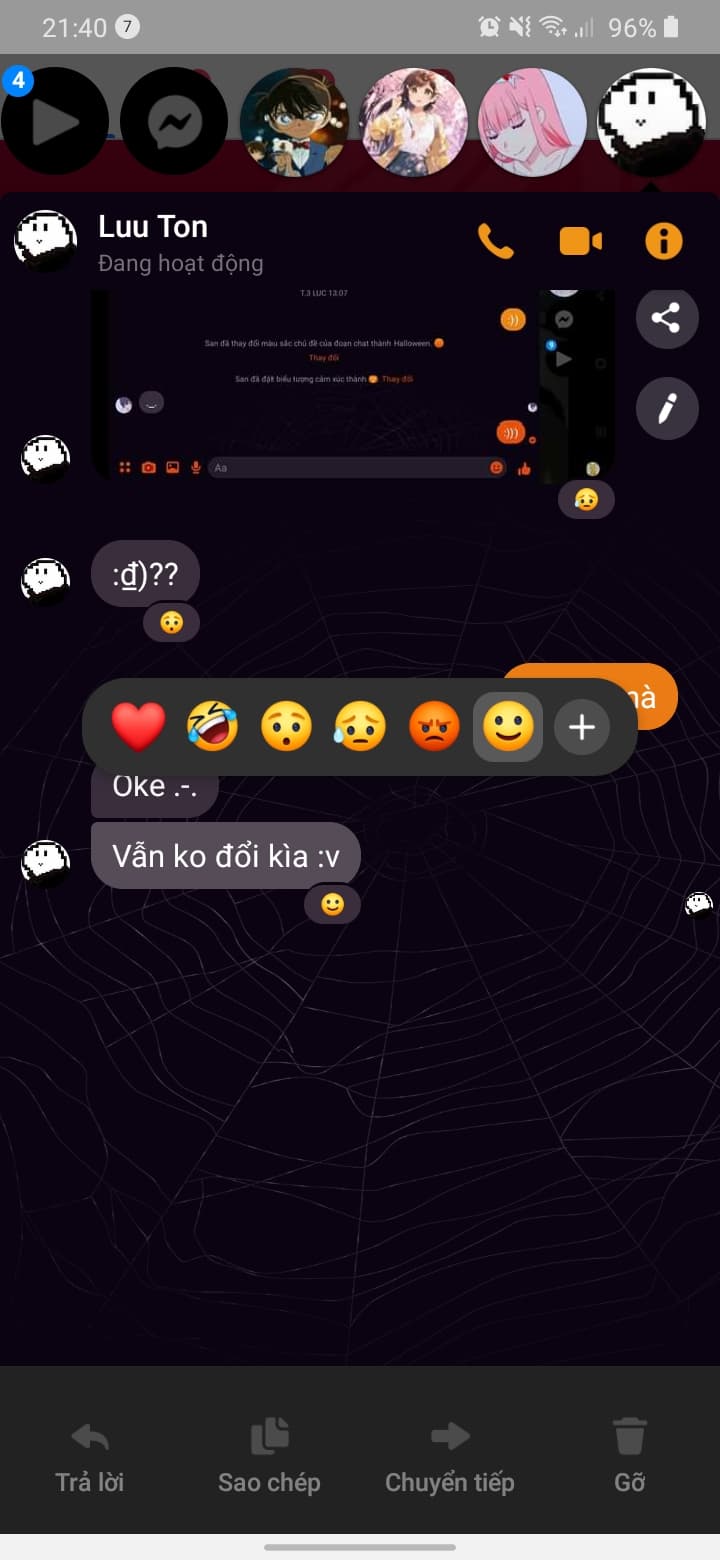 21:40 7 96%
4
Luu Ton
Đang hoạt động
T.3 LÚC 13:07
:))
San đã thay đổi màu sắc chủ đề của đoạn chat thành Halloween.
Thay đổi
San đã đặt biểu tượng cảm xúc thành Thay đổi
9
:)))
Aa
:₫)??
Oke .-.
Vẫn ko đổi kìa :v
Trả lời
Sao chép
Chuyển tiếp
Gỡ